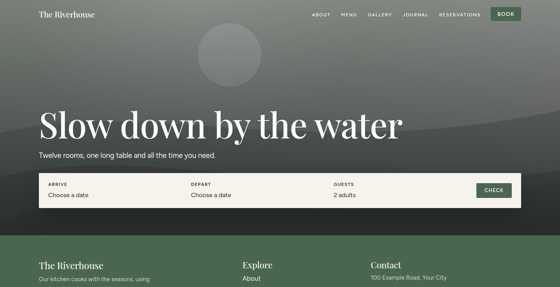 The Riverhouse
ABOUT MENU GALLERY JOURNAL RESERVATIONS BOOK
Slow down by the water
Twelve rooms, one long table and all the time you need.
ARRIVE DEPART GUESTS
Choose a date Choose a date 2 adults
CHECK
The Riverhouse Explore Contact
Our kitchen cooks with the seasons, using About 100 Example Road, Your City